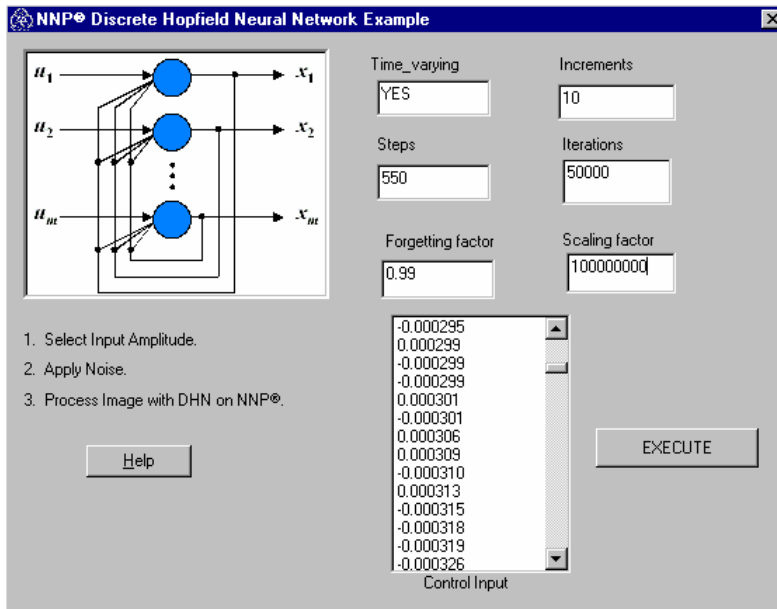 NNP® Discrete Hopfield Neural Network Example
u1
x1
u2
x2
um
xm
Time_varying
YES
Increments
10
Steps
550
Iterations
50000
Forgetting factor
0.99
Scaling factor
100000000
1. Select Input Amplitude.
2. Apply Noise.
3. Process Image with DHN on NNP®.
Help
-0.000295
0.000299
-0.000299
-0.000299
0.000301
-0.000301
0.000306
0.000309
-0.000310
0.000313
-0.000315
-0.000318
-0.000319
-0.000326
Control Input
EXECUTE